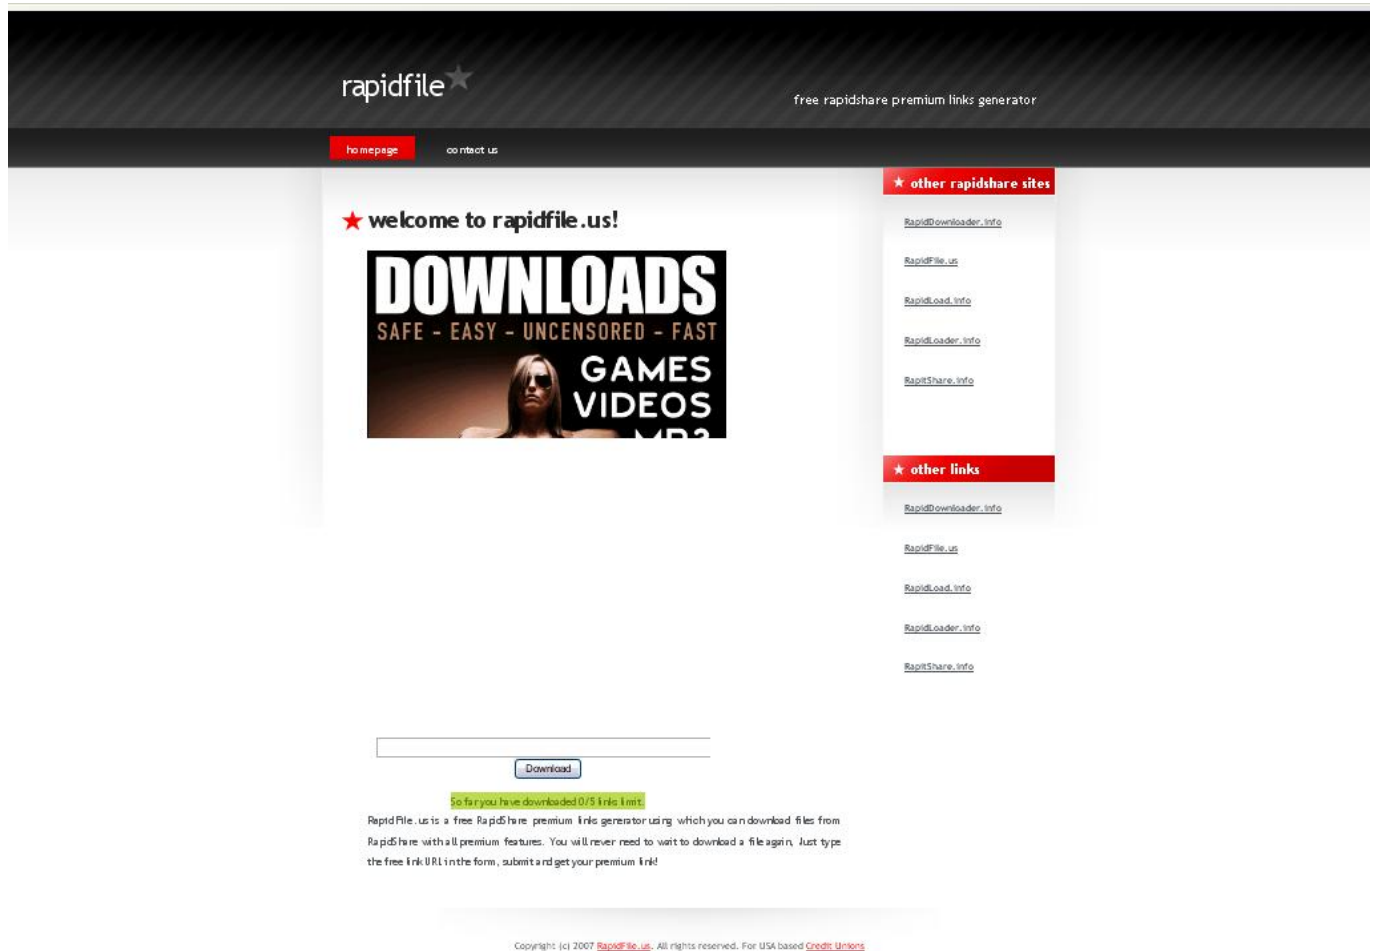 rapidfile
free rapidshare premium links generator
homepage
contact us
welcome to rapidfile.us!
DOWNLOADS
SAFE - EASY - UNCENSORED - FAST
GAMES
VIDEOS
MP3
Download
So far you have downloaded 0/5 links limit.
RapidFile.us is a free RapidShare premium links generator using which you can download files from
RapidShare with all premium features. You will never need to wait to download a file again, Just type
the free link URL in the form, submit and get your premium link!
other rapidshare sites
RapidDownloader.info
RapidFile.us
RapidLoad.info
RapidLoader.info
RapitShare.info
other links
RapidDownloader.info
RapidFile.us
RapidLoad.info
RapidLoader.info
RapitShare.info
Copyright (c) 2007 RapidFile.us. All rights reserved. For USA based Credit Unions